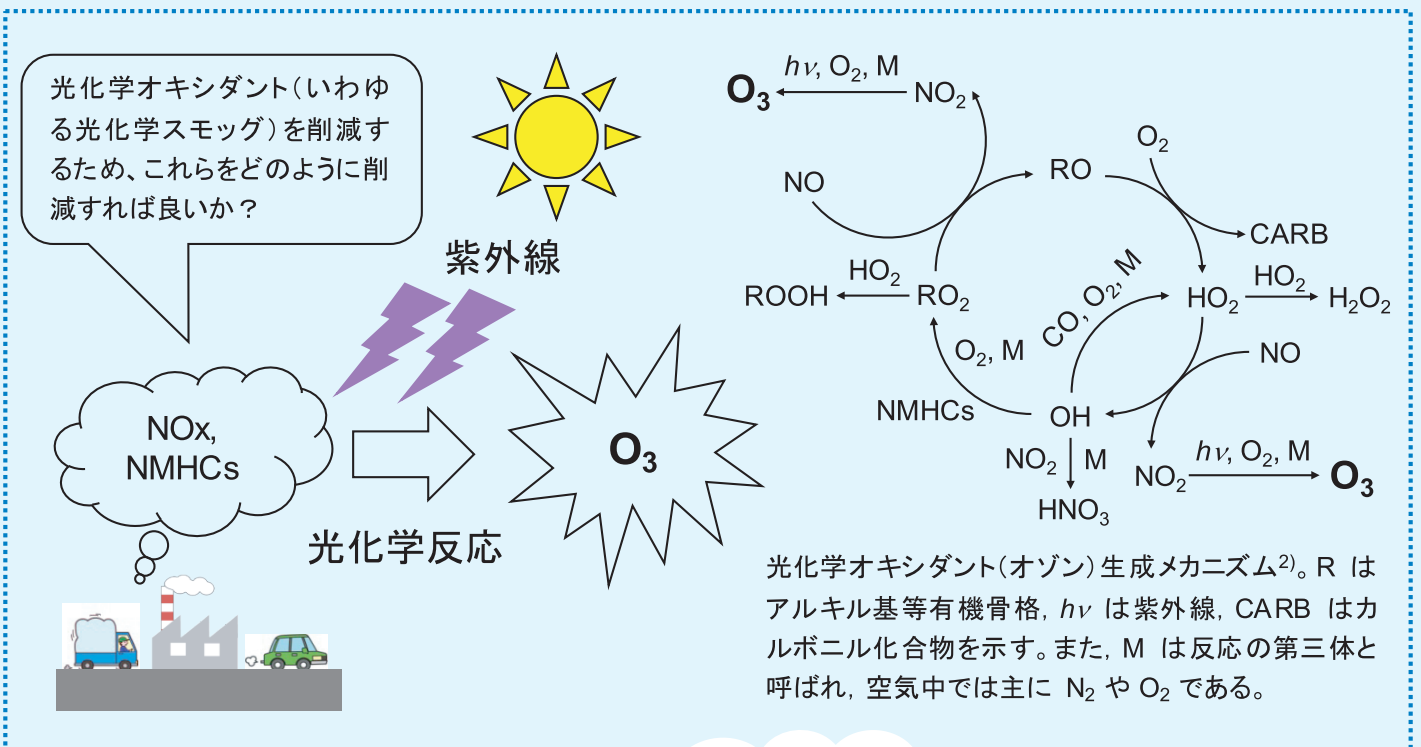 光化学オキシダント(いわゆ
る光化学スモッグ)を削減す
るため、これらをどのように削
減すれば良いか?
紫外線
NOx,
NMHCs
O₃
光化学反応
O₃
hν, O₂, M
NO₂
NO
RO
O₂
CARB
ROOH
HO₂
RO₂
CO, O₂, M
HO₂
HO₂
H₂O₂
O₂, M
NMHCs
NO
OH
NO₂
M
HNO₃
NO₂
hν, O₂, M
O₃
光化学オキシダント(オゾン)生成メカニズム²⁾。R は
アルキル基等有機骨格, hν は紫外線, CARB はカ
ルボニル化合物を示す。また, M は反応の第三体と
呼ばれ, 空気中では主に N₂ や O₂ である。